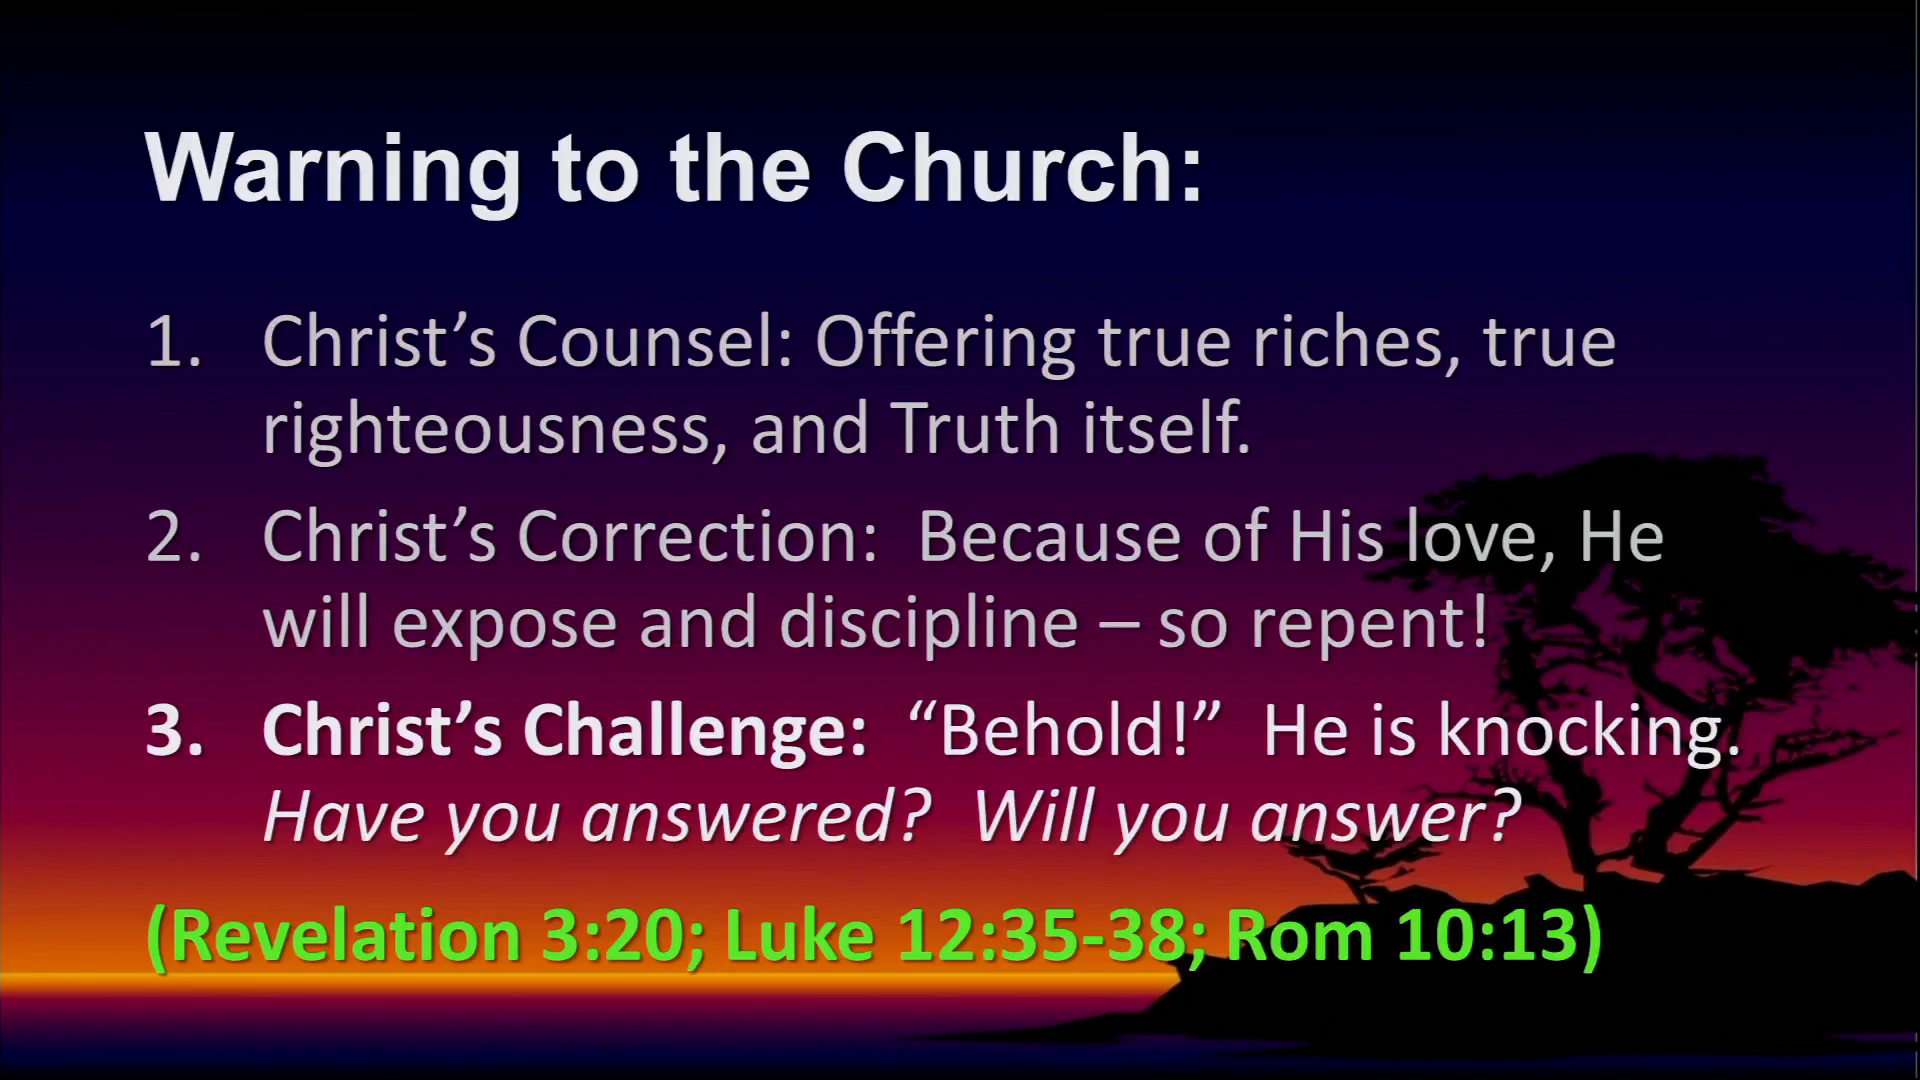 Warning to the Church:
1. Christ’s Counsel: Offering true riches, true
righteousness, and Truth itself.
2. Christ’s Correction:  Because of His love, He
will expose and discipline – so repent!
3. Christ’s Challenge:  “Behold!”  He is knocking.
Have you answered?  Will you answer?
(Revelation 3:20; Luke 12:35-38; Rom 10:13)